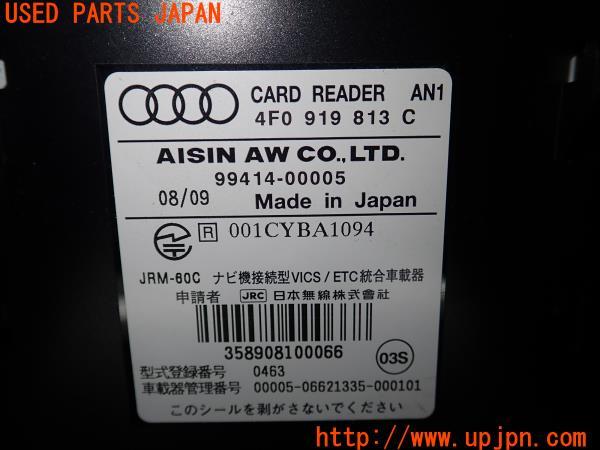 USED PARTS JAPAN
CARD READER AN1
4F0 919 813 C
AISIN AW CO.,LTD.
99414-00005
08/09 Made in Japan
R 001CYBA1094
JRM-60C ナビ機接続型VICS/ETC統合車載器
申請者 JRC 日本無線株式會社
358908100066
03S
型式登録番号 0463
車載器管理番号 00005-06621335-000101
このシールを剥がさないでください
http://www.upjpn.com